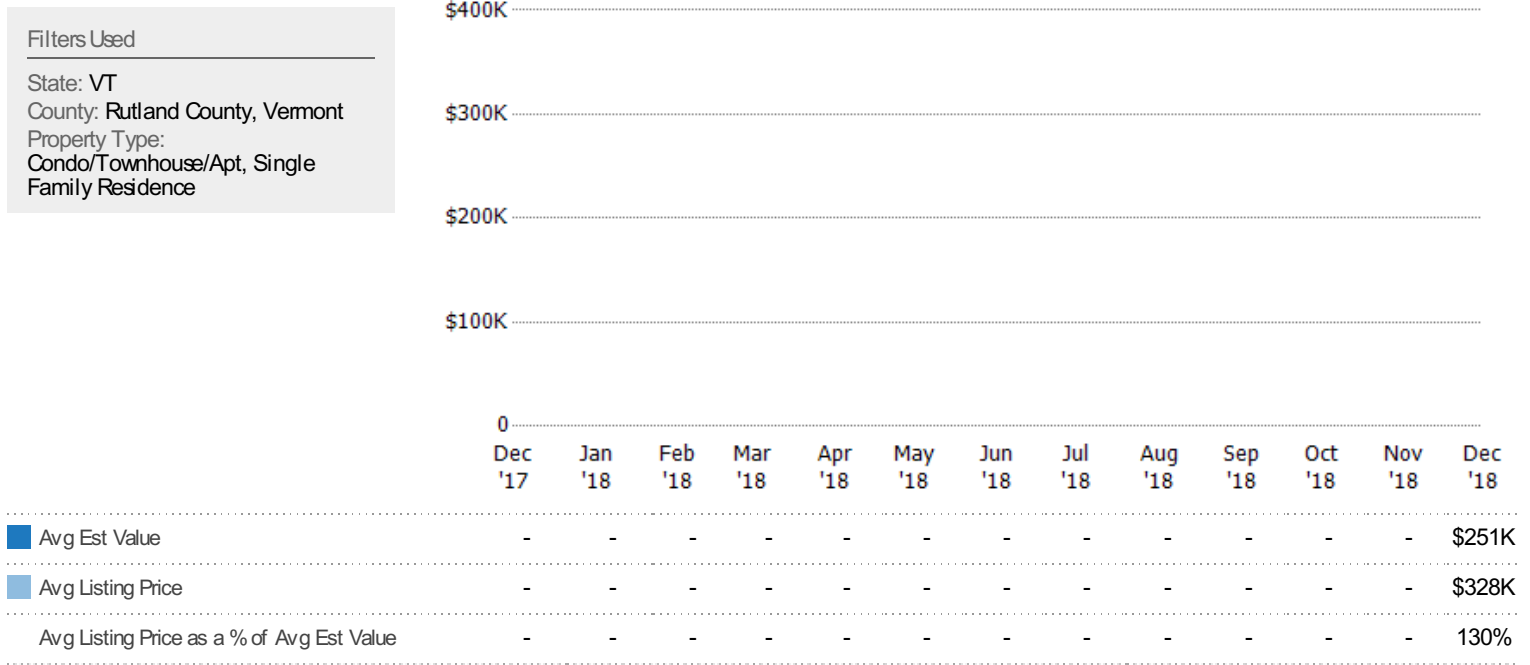 Filters Used
State: VT
County: Rutland County, Vermont
Property Type:
Condo/Townhouse/Apt, Single
Family Residence
$400K
$300K
$200K
$100K
0
Dec Jan Feb Mar Apr May Jun Jul Aug Sep Oct Nov Dec
'17 '18 '18 '18 '18 '18 '18 '18 '18 '18 '18 '18 '18
Avg Est Value - - - - - - - - - - - - $251K
Avg Listing Price - - - - - - - - - - - - $328K
Avg Listing Price as a % of Avg Est Value - - - - - - - - - - - - 130%